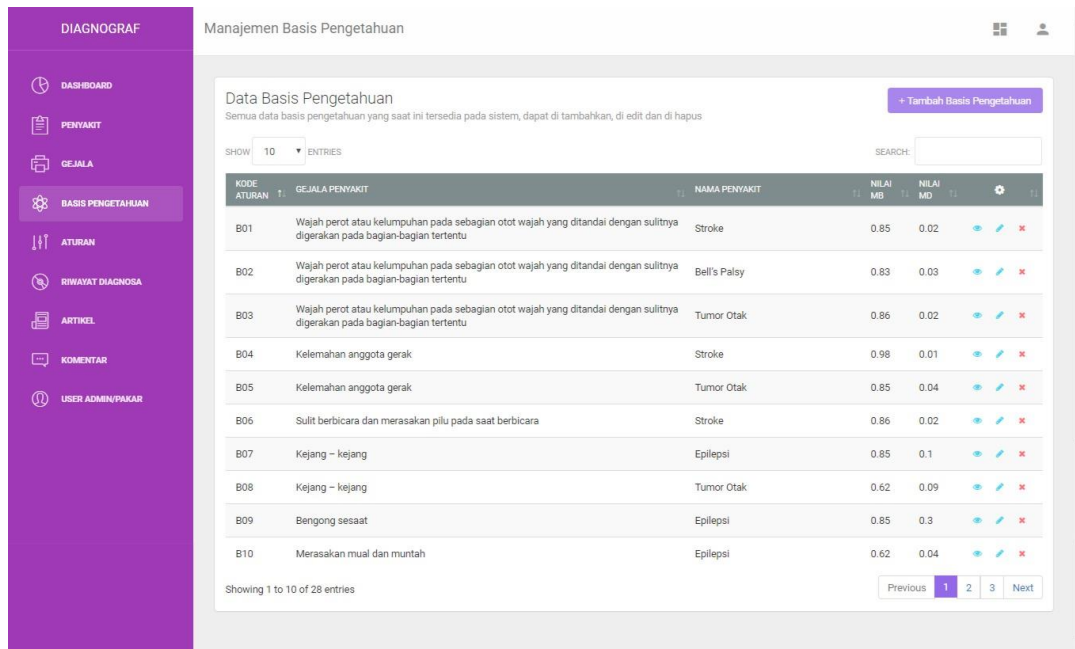 DIAGNOGRAF
Manajemen Basis Pengetahuan
DASHBOARD
PENYAKIT
GEJALA
BASIS PENGETAHUAN
ATURAN
RIWAYAT DIAGNOSA
ARTIKEL
KOMENTAR
USER ADMIN/PAKAR
Data Basis Pengetahuan
+ Tambah Basis Pengetahuan
Semua data basis pengetahuan yang saat ini tersedia pada sistem, dapat di tambahkan, di edit dan di hapus
SHOW 10 ENTRIES
SEARCH:
KODE ATURAN GEJALA PENYAKIT NAMA PENYAKIT NILAI MB NILAI MD
B01 Wajah perot atau kelumpuhan pada sebagian otot wajah yang ditandai dengan sulitnya
digerakan pada bagian-bagian tertentu Stroke 0.85 0.02
B02 Wajah perot atau kelumpuhan pada sebagian otot wajah yang ditandai dengan sulitnya
digerakan pada bagian-bagian tertentu Bell's Palsy 0.83 0.03
B03 Wajah perot atau kelumpuhan pada sebagian otot wajah yang ditandai dengan sulitnya
digerakan pada bagian-bagian tertentu Tumor Otak 0.86 0.02
B04 Kelemahan anggota gerak Stroke 0.98 0.01
B05 Kelemahan anggota gerak Tumor Otak 0.85 0.04
B06 Sulit berbicara dan merasakan pilu pada saat berbicara Stroke 0.86 0.02
B07 Kejang – kejang Epilepsi 0.85 0.1
B08 Kejang – kejang Tumor Otak 0.62 0.09
B09 Bengong sesaat Epilepsi 0.85 0.3
B10 Merasakan mual dan muntah Epilepsi 0.62 0.04
Showing 1 to 10 of 28 entries
Previous 1 2 3 Next